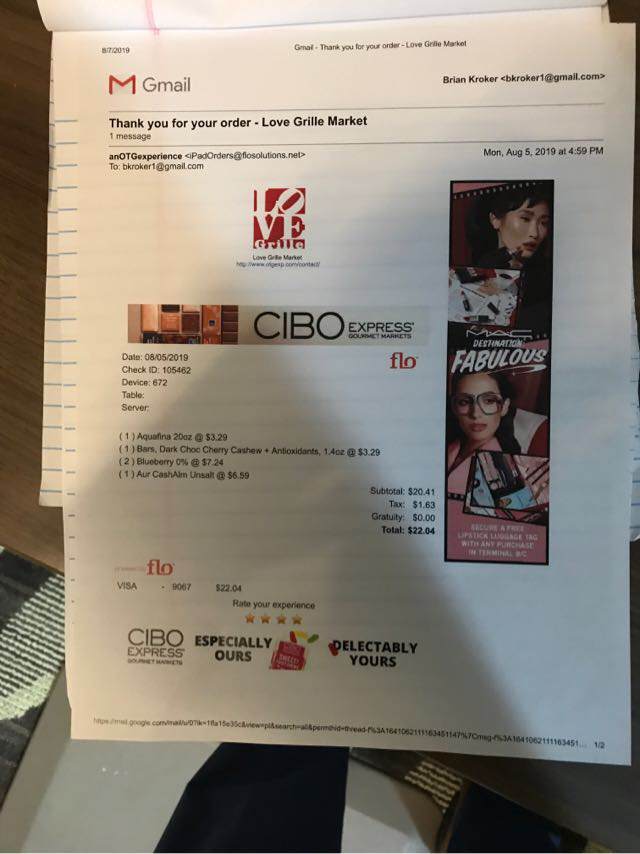 8/7/2019 Gmail - Thank you for your order - Love Grille Market
Gmail
Brian Kroker <bkroker1@gmail.com>
Thank you for your order - Love Grille Market
1 message
anOTGexperience <iPadOrders@flosolutions.net>
Mon, Aug 5, 2019 at 4:59 PM
To: bkroker1@gmail.com
LOVE
Grille
Love Grille Market
http://www.otgexp.com/contact/
CIBO EXPRESS
GOURMET MARKETS
flo
Date: 08/05/2019
Check ID: 105462
Device: 672
Table:
Server:
( 1 ) Aquafina 20oz @ $3.29
( 1 ) Bars, Dark Choc Cherry Cashew + Antioxidants, 1.4oz @ $3.29
( 2 ) Blueberry 0% @ $7.24
( 1 ) Aur CashAlm Unsalt @ $6.59
Subtotal: $20.41
Tax: $1.63
Gratuity: $0.00
Total: $22.04
MAC
DESTINATION:
FABULOUS
SECURE A FREE
LIPSTICK LUGGAGE TAG
WITH ANY PURCHASE
IN TERMINAL B/C
flo
VISA - 9067 $22.04
Rate your experience
CIBO
EXPRESS
GOURMET MARKETS
ESPECIALLY
OURS
DELECTABLY
YOURS
1/2